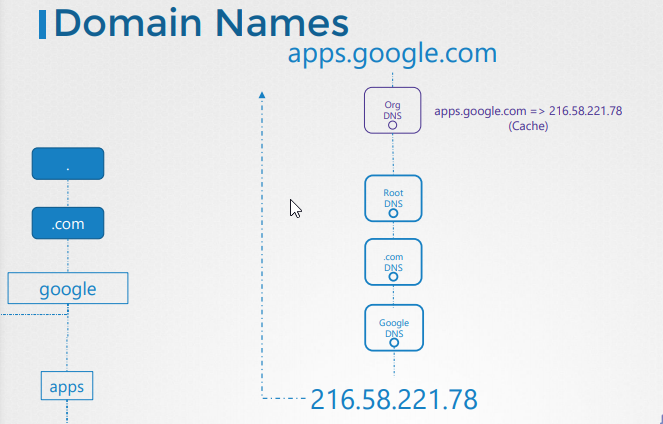 Domain Names
apps.google.com
Org
DNS
apps.google.com => 216.58.221.78
(Cache)
.
.com
google
apps
Root
DNS
.com
DNS
Google
DNS
216.58.221.78